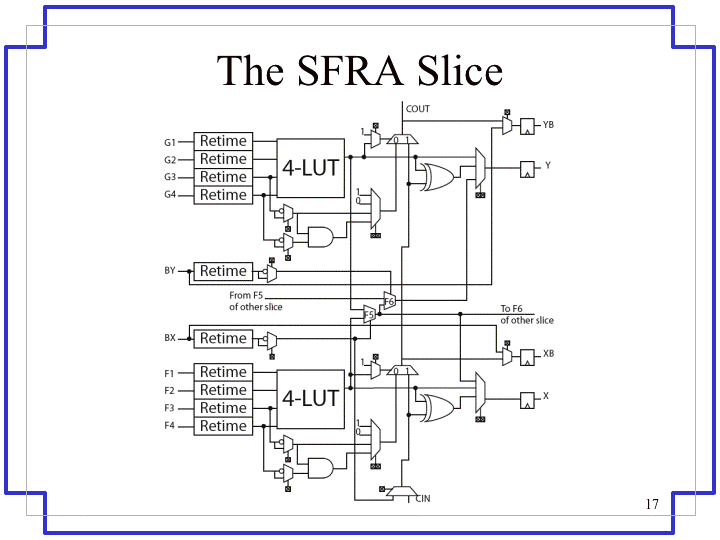 The SFRA Slice
COUT
YB
1
G1 Retime
0 1
G2 Retime
4-LUT
Y
G3 Retime
G4 Retime
1
0
BY Retime
From F5
of other slice
F6
F5
To F6
of other slice
BX Retime
XB
1
F1 Retime
0 1
F2 Retime
4-LUT
X
F3 Retime
F4 Retime
1
0
CIN
17